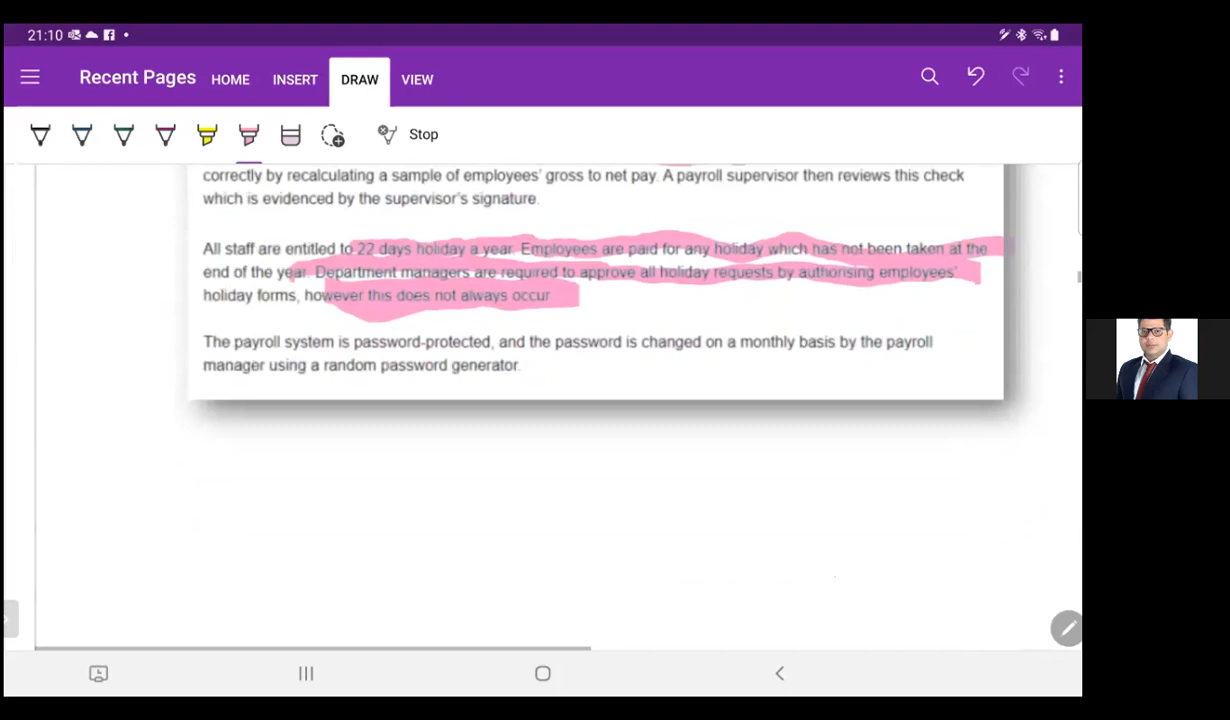 21:10
Recent Pages HOME INSERT DRAW VIEW
Stop
correctly by recalculating a sample of employees' gross to net pay. A payroll supervisor then reviews this check
which is evidenced by the supervisor's signature.
All staff are entitled to 22 days holiday a year. Employees are paid for any holiday which has not been taken at the
end of the year. Department managers are required to approve all holiday requests by authorising employees'
holiday forms, however this does not always occur
The payroll system is password-protected, and the password is changed on a monthly basis by the payroll
manager using a random password generator.